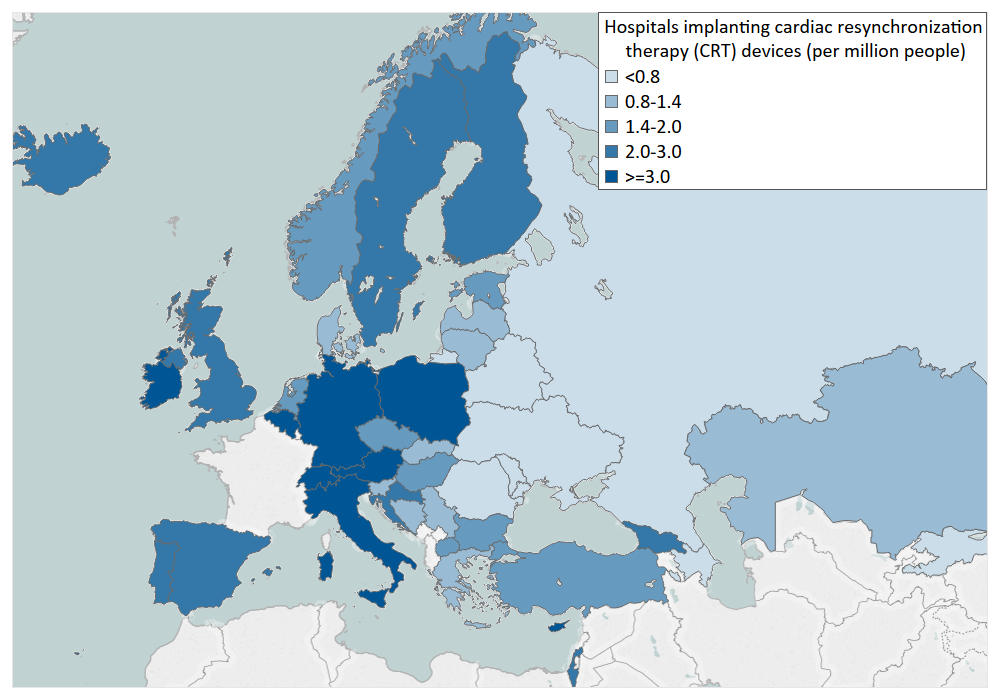 Hospitals implanting cardiac resynchronization
therapy (CRT) devices (per million people)
<0.8
0.8-1.4
1.4-2.0
2.0-3.0
>=3.0